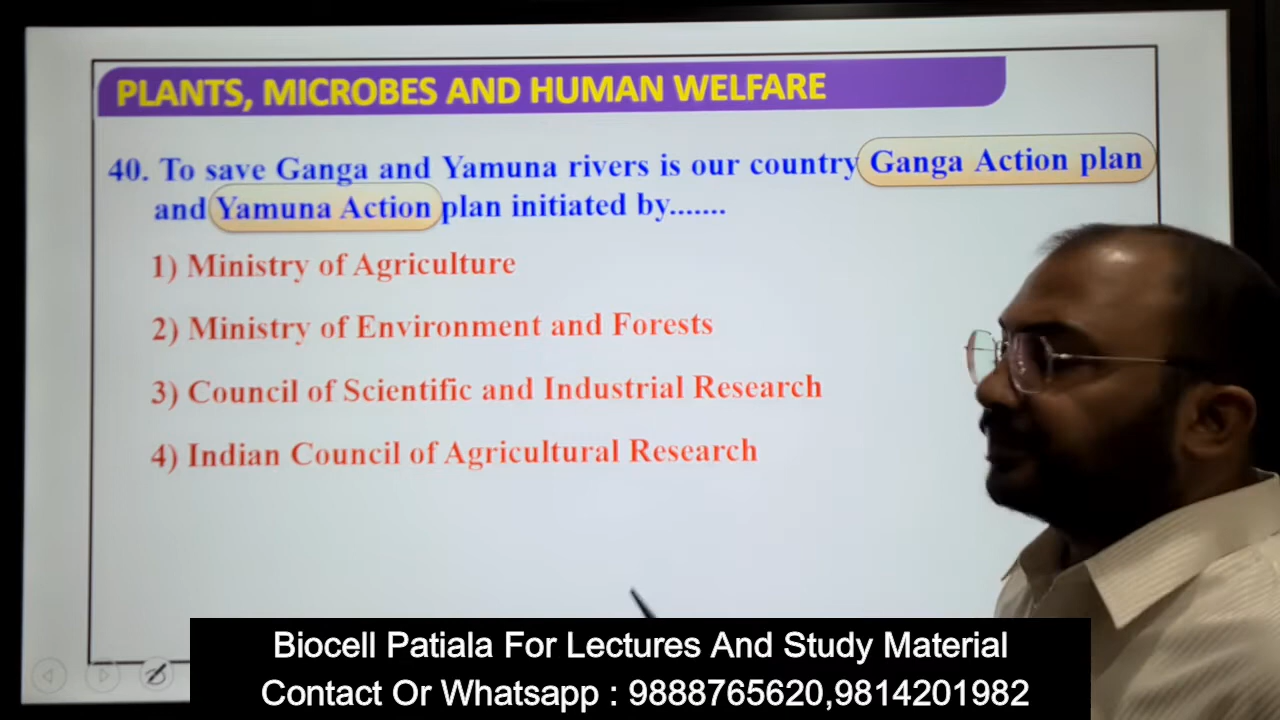 PLANTS, MICROBES AND HUMAN WELFARE
40. To save Ganga and Yamuna rivers is our country Ganga Action plan
and Yamuna Action plan initiated by.......
1) Ministry of Agriculture
2) Ministry of Environment and Forests
3) Council of Scientific and Industrial Research
4) Indian Council of Agricultural Research
Biocell Patiala For Lectures And Study Material
Contact Or Whatsapp : 9888765620,9814201982